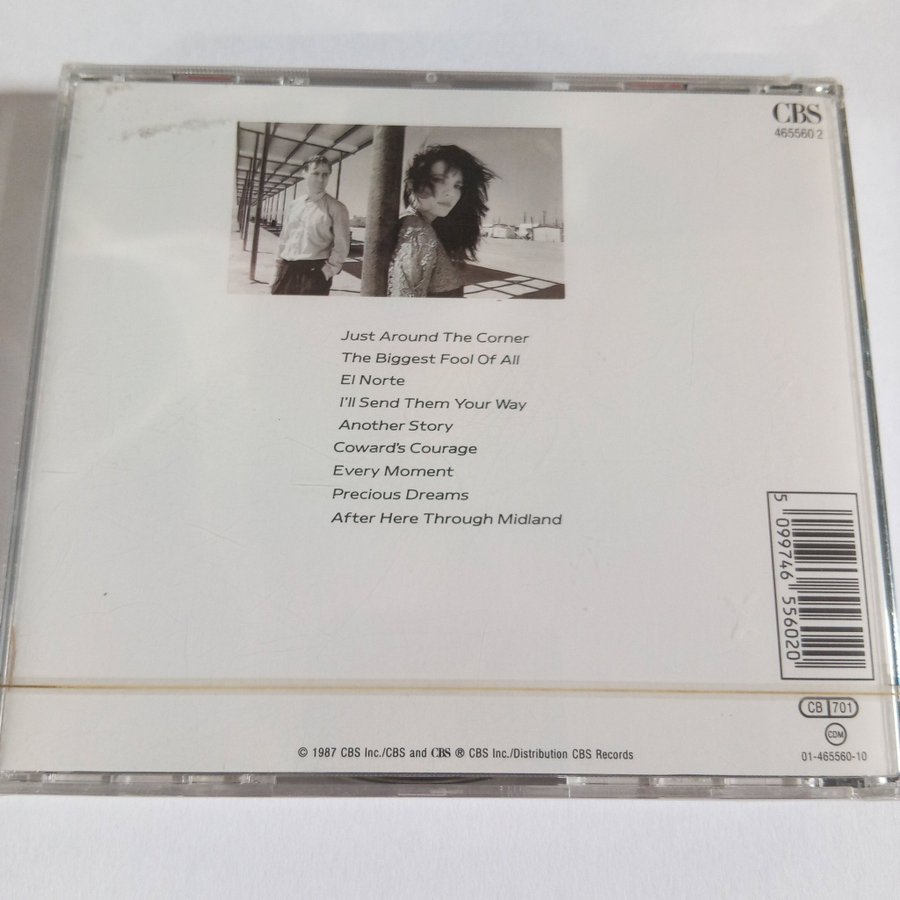 CBS
465560 2
Just Around The Corner
The Biggest Fool Of All
El Norte
I'll Send Them Your Way
Another Story
Coward's Courage
Every Moment
Precious Dreams
After Here Through Midland
5 099746 556020
CB 701
CDM
01-465560-10
© 1987 CBS Inc./CBS and CBS ® CBS Inc./Distribution CBS Records